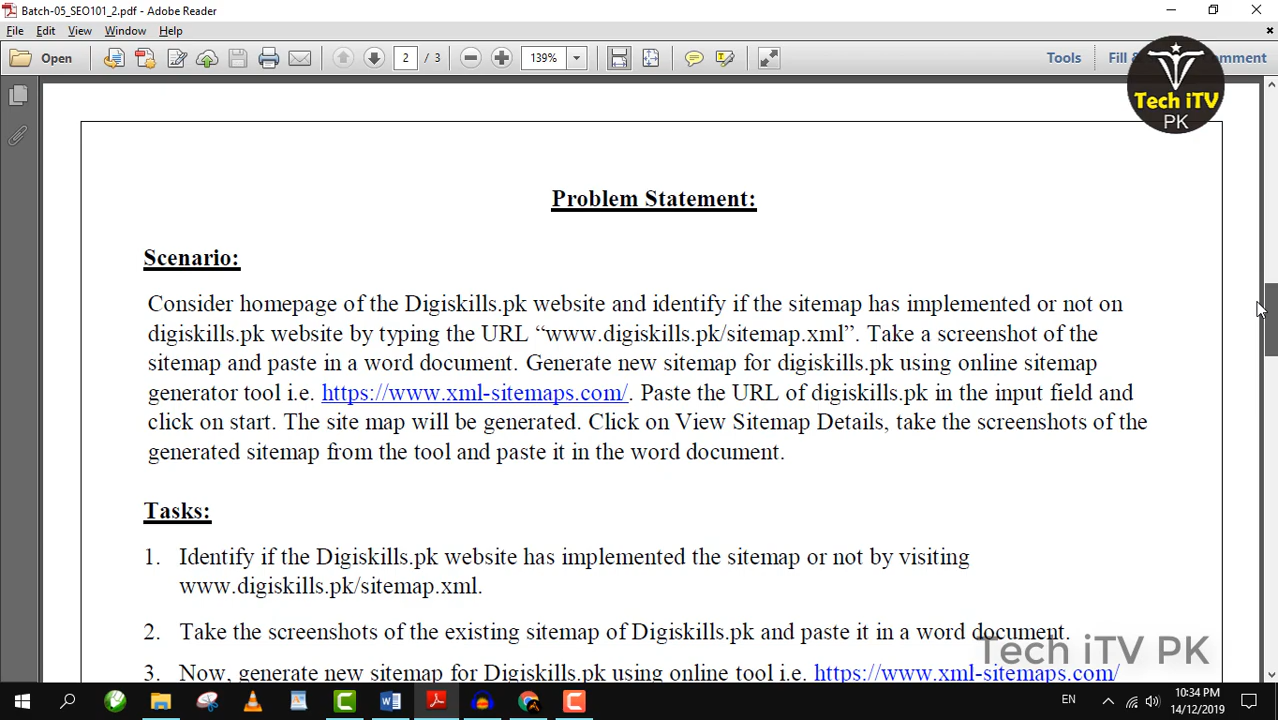 Batch-05_SEO101_2.pdf - Adobe Reader
File Edit View Window Help
Open 2 / 3 139% Tools Fill & Comment
Tech iTV
PK
Problem Statement:
Scenario:
Consider homepage of the Digiskills.pk website and identify if the sitemap has implemented or not on
digiskills.pk website by typing the URL “www.digiskills.pk/sitemap.xml”. Take a screenshot of the
sitemap and paste in a word document. Generate new sitemap for digiskills.pk using online sitemap
generator tool i.e. https://www.xml-sitemaps.com/. Paste the URL of digiskills.pk in the input field and
click on start. The site map will be generated. Click on View Sitemap Details, take the screenshots of the
generated sitemap from the tool and paste it in the word document.
Tasks:
1. Identify if the Digiskills.pk website has implemented the sitemap or not by visiting
www.digiskills.pk/sitemap.xml.
2. Take the screenshots of the existing sitemap of Digiskills.pk and paste it in a word document.
Tech iTV PK
3. Now, generate new sitemap for Digiskills.pk using online tool i.e. https://www.xml-sitemaps.com/
EN 10:34 PM
14/12/2019